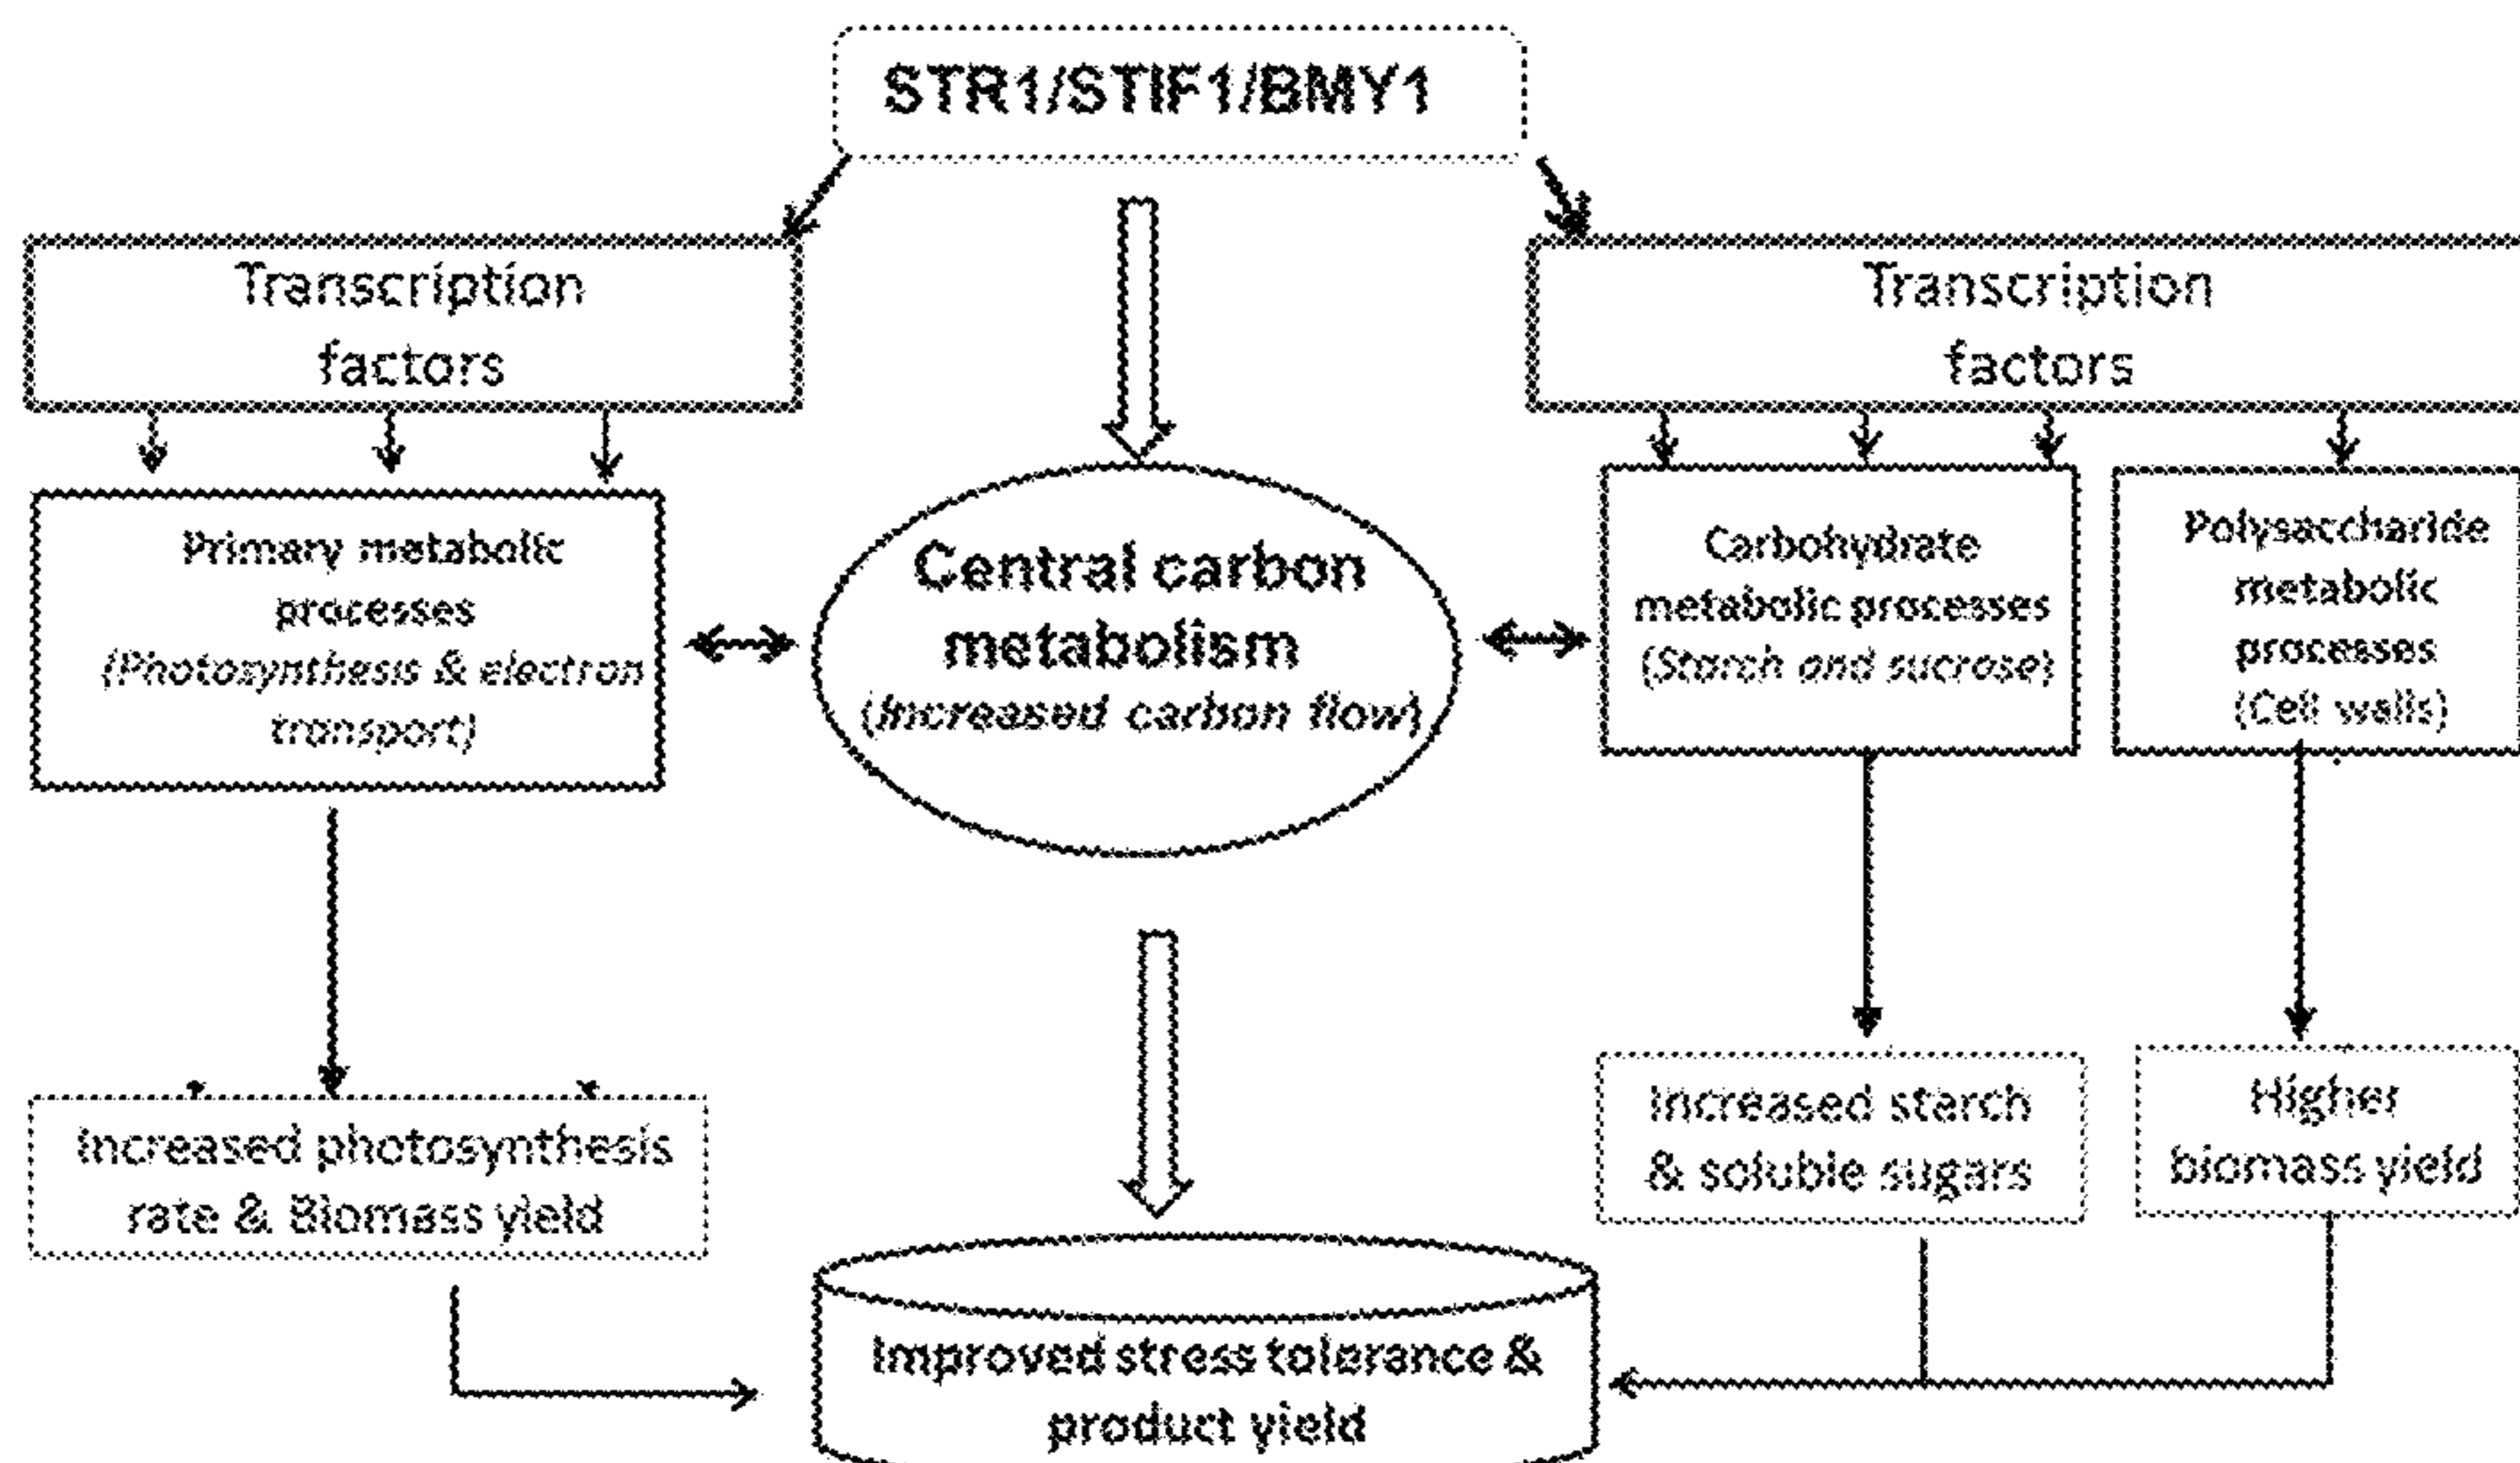 STR1/STIF1/BMY1
Transcription
factors
Transcription
factors
Primary metabolic
processes
(Photosynthesis & electron
transport)
Central carbon
metabolism
(Increased carbon flow)
Carbohydrate
metabolic processes
(Starch and sucrose)
Polysaccharide
metabolic
processes
(Cell walls)
Increased photosynthesis
rate & Biomass yield
Increased starch
& soluble sugars
Higher
biomass yield
Improved stress tolerance &
product yield